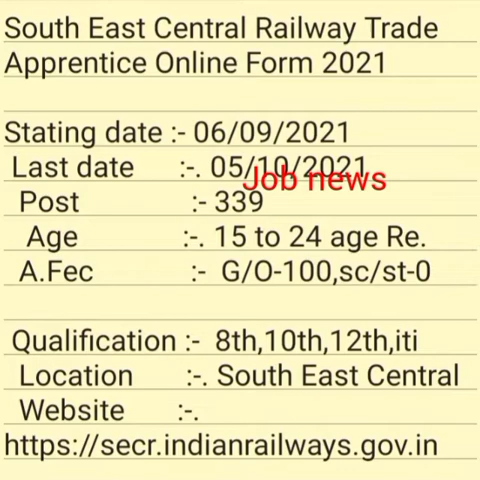 South East Central Railway Trade
Apprentice Online Form 2021
Stating date :- 06/09/2021
Last date :-. 05/10/2021
Job news
Post :- 339
Age :-. 15 to 24 age Re.
A.Fec :- G/O-100,sc/st-0
Qualification :- 8th,10th,12th,iti
Location :-. South East Central
Website :-.
https://secr.indianrailways.gov.in